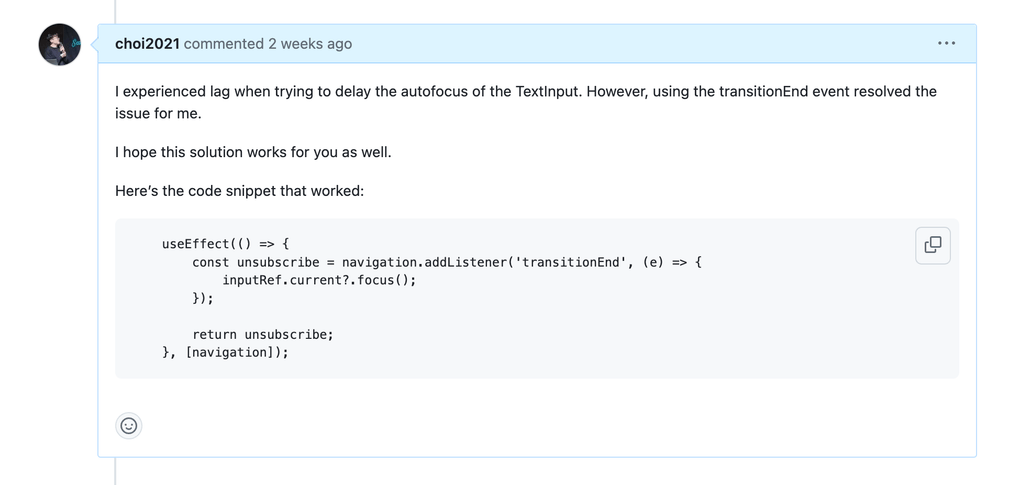 choi2021 commented 2 weeks ago
I experienced lag when trying to delay the autofocus of the TextInput. However, using the transitionEnd event resolved the
issue for me.
I hope this solution works for you as well.
Here’s the code snippet that worked:
useEffect(() => {
    const unsubscribe = navigation.addListener('transitionEnd', (e) => {
        inputRef.current?.focus();
    });

    return unsubscribe;
}, [navigation]);